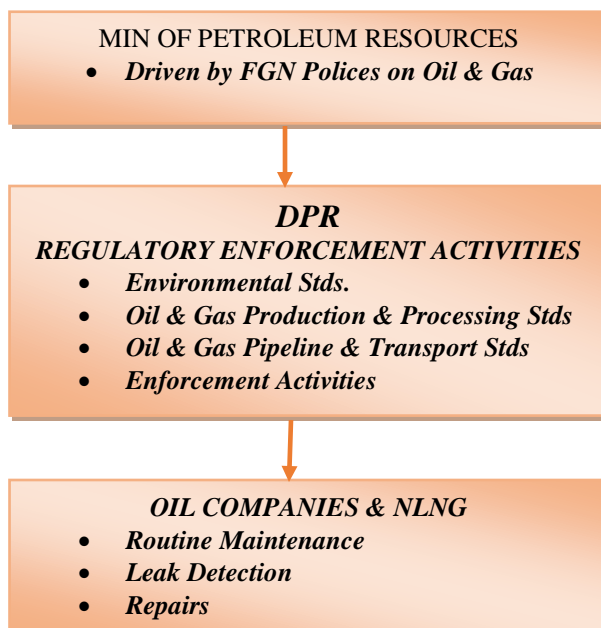 MIN OF PETROLEUM RESOURCES
• Driven by FGN Polices on Oil & Gas
DPR
REGULATORY ENFORCEMENT ACTIVITIES
• Environmental Stds.
• Oil & Gas Production & Processing Stds
• Oil & Gas Pipeline & Transport Stds
• Enforcement Activities
OIL COMPANIES & NLNG
• Routine Maintenance
• Leak Detection
• Repairs